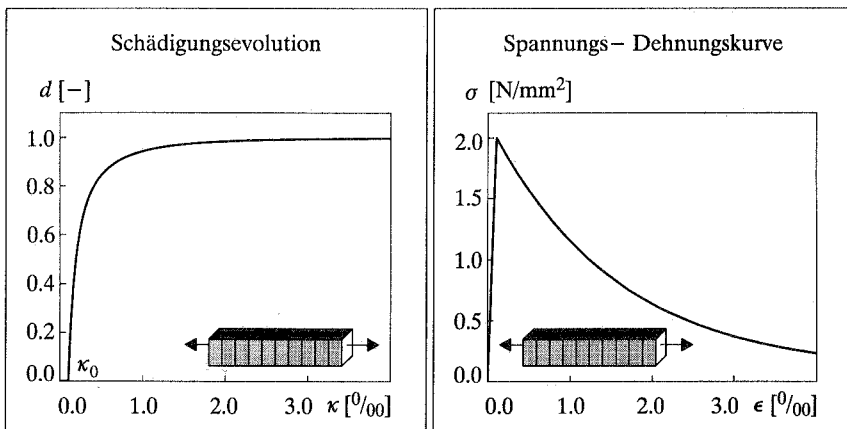 Schädigungsevolution
d [−]
1.0
0.8
0.6
0.4
0.2
0.0
κ₀
0.0 1.0 2.0 3.0 κ [⁰/₀₀]
Spannungs− Dehnungskurve
σ [N/mm²]
2.0
1.5
1.0
0.5
0.0
0.0 1.0 2.0 3.0 ϵ [⁰/₀₀]